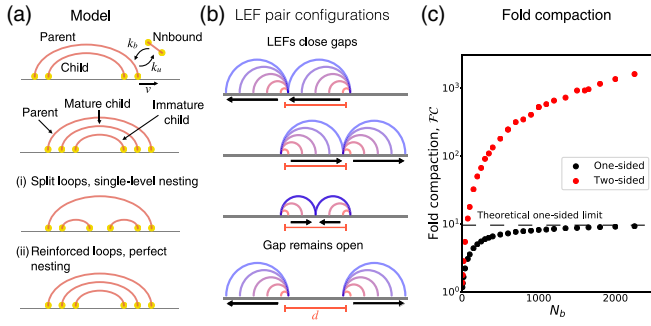 (a) Model
Parent
Nnbound
k_b
k_u
Child
v
Mature child
Parent
Immature child
(i) Split loops, single-level nesting
(ii) Reinforced loops, perfect nesting
(b) LEF pair configurations
LEFs close gaps
Gap remains open
d
(c) Fold compaction
Fold compaction, FC
10^3
10^2
10^1
10^0
One-sided
Two-sided
Theoretical one-sided limit
0
1000
2000
N_b